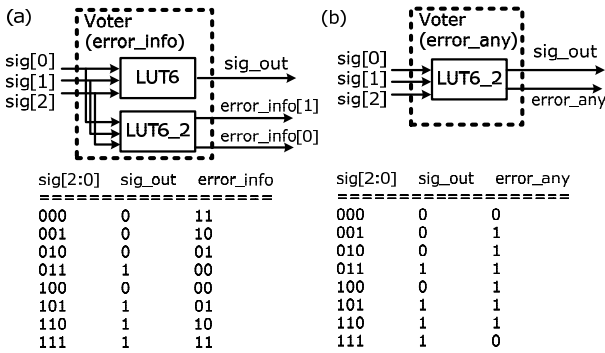 (a)
Voter
(error_info)
sig[0]
sig[1]
sig[2]
LUT6
sig_out
LUT6_2
error_info[1]
error_info[0]
sig[2:0] sig_out error_info
==============================
000 0 11
001 0 10
010 0 01
011 1 00
100 0 00
101 1 01
110 1 10
111 1 11
(b)
Voter
(error_any)
sig[0]
sig[1]
sig[2]
LUT6_2
sig_out
error_any
sig[2:0] sig_out error_any
==============================
000 0 0
001 0 1
010 0 1
011 1 1
100 0 1
101 1 1
110 1 1
111 1 0